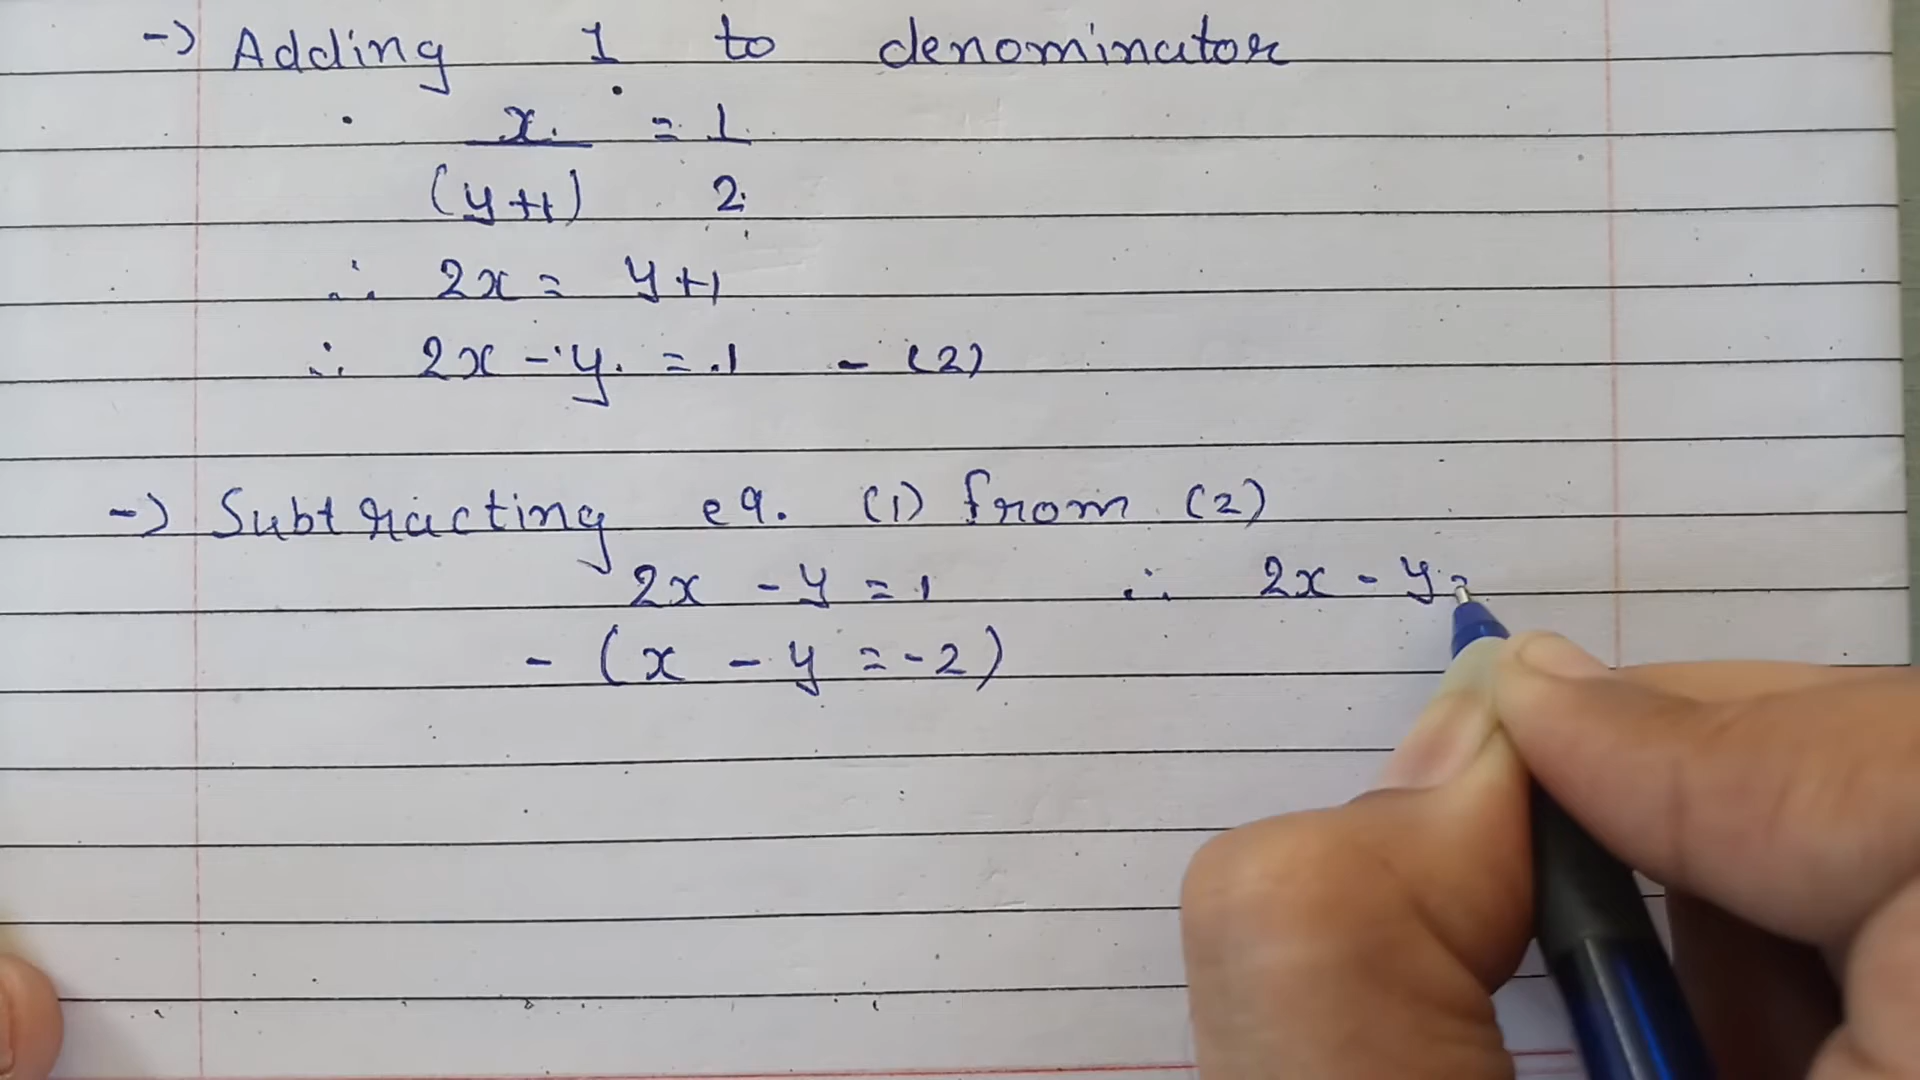 -> Adding 1 to denominator
x = 1
(y+1) 2
∴ 2x = y+1
∴ 2x - y = 1 - (2)
-> Subtracting eq. (1) from (2)
2x - y = 1 ∴ 2x - y =
- (x - y = -2)